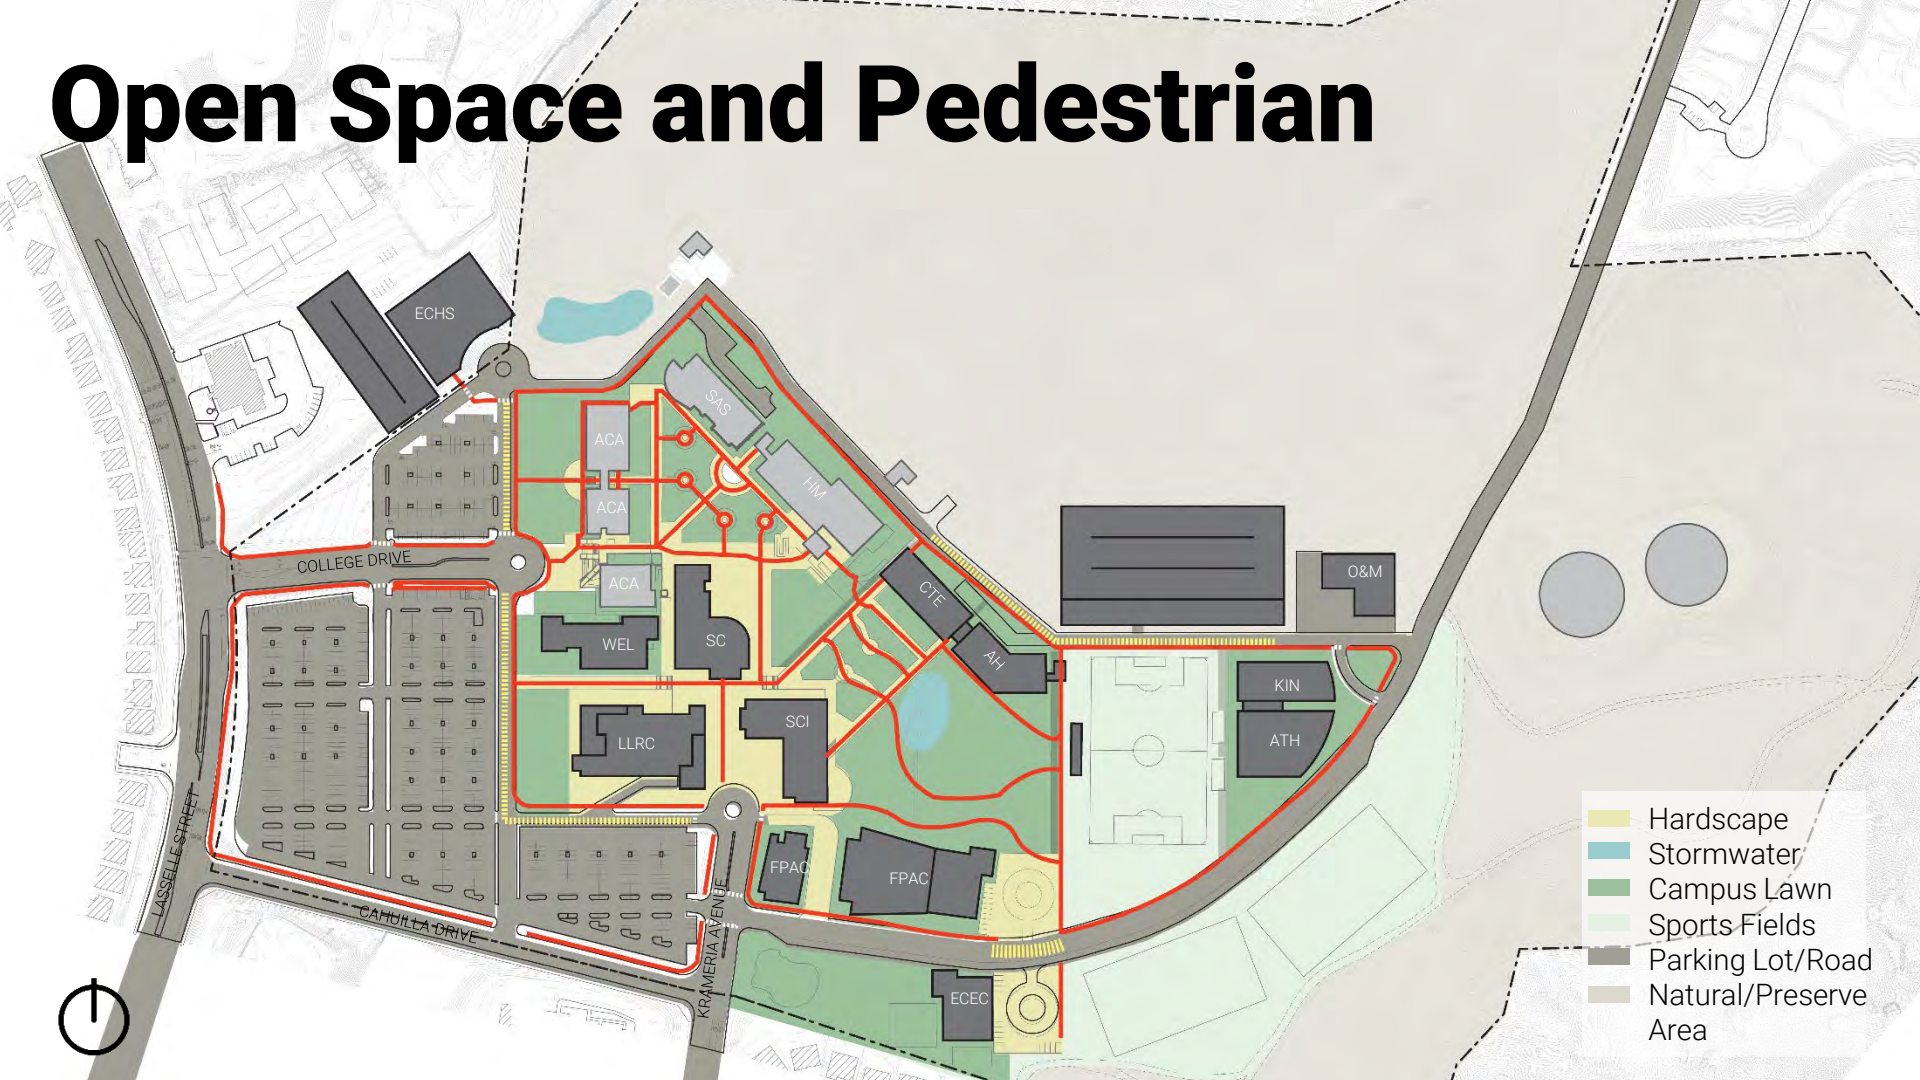 Open Space and Pedestrian
ECHS
SAS
ACA
HM
ACA
COLLEGE DRIVE
ACA
CTE
O&M
WEL
SC
AH
KIN
SCI
LLRC
ATH
LASSELLE STREET
FPAC
FPAC
CAHUILLA DRIVE
KRAMERIA AVENUE
ECEC
Hardscape
Stormwater
Campus Lawn
Sports Fields
Parking Lot/Road
Natural/Preserve
Area